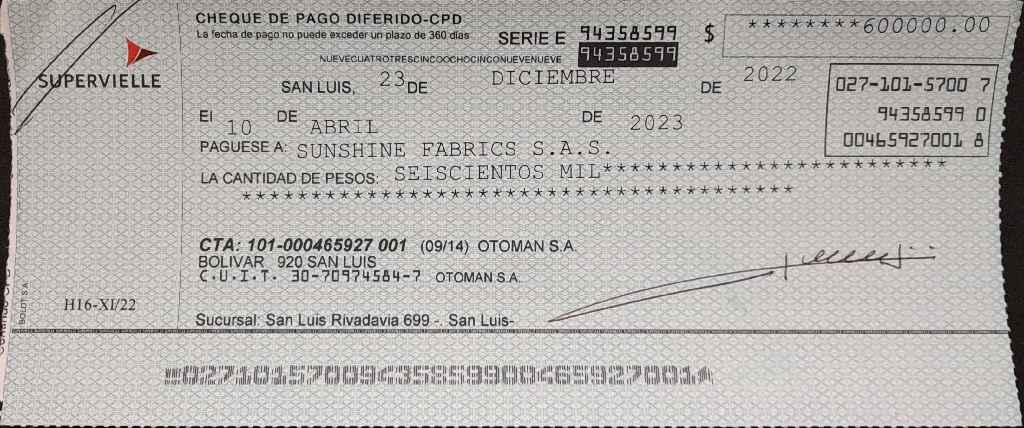 CHEQUE DE PAGO DIFERIDO-CPD
La fecha de pago no puede exceder un plazo de 360 días
SERIE E 94358599 $ ********600000.00
94358599
NUEVECUATROTRESCINCOOCHOCINCONUEVENUEVE
SUPERVIELLE
SAN LUIS, 23 DE DICIEMBRE DE 2022
027-101-5700 7
94358599 0
00465927001 8
El 10 DE ABRIL DE 2023
PAGUESE A: SUNSHINE FABRICS S.A.S.
LA CANTIDAD DE PESOS: SEISCIENTOS MIL**************************
******************************************
CTA: 101-000465927 001 (09/14) OTOMAN S.A.
BOLIVAR 920 SAN LUIS
C.U.I.T. 30-70974584-7 OTOMAN S.A.
H16-XI/22
BOLDT S.A.
Sucursal: San Luis Rivadavia 699 -. San Luis-
02710157009435859900465927001